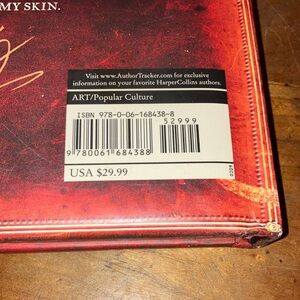 MY SKIN.
Visit www.AuthorTracker.com for exclusive
information on your favorite HarperCollins authors.
ART/Popular Culture
ISBN 978-0-06-168438-8
52999
9 780061 684388
USA $29.99